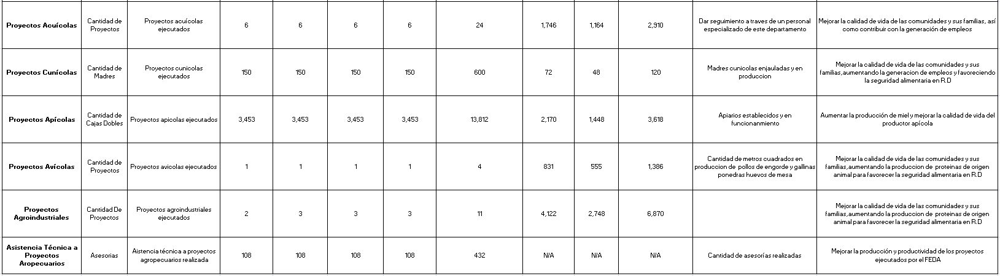 Proyectos Acuícolas
Cantidad de
Proyectos
Proyectos acuícolas
ejecutados
6
6
6
6
24
1,746
1,164
2,910
Dar seguimiento a traves de un personal
especializado de este departamento
Mejorar la calidad de vida de las comunidades y sus familias, así
como contribuir con la generación de empleos
Proyectos Cunícolas
Cantidad de
Madres
Proyectos cunicolas
ejecutados
150
150
150
150
600
72
48
120
Madres cunicolas enjauladas y en
produccion
Mejorar la calidad de vida de las comunidades y sus
familias,aumentando la generacion de empleos y favoreciendo
la seguridad alimentaria en R.D
Proyectos Apícolas
Cantidad de
Cajas Dobles
Proyectos apicolas ejecutados
3,453
3,453
3,453
3,453
13,812
2,170
1,448
3,618
Apiarios establecidos y en
funcionanmiento
Aumentar la producción de miel y mejorar la calidad de vida del
productor apícola
Proyectos Avícolas
Cantidad de
Proyectos
Proyectos avicolas ejecutados
1
1
1
1
4
831
555
1,386
Cantidad de metros cuadrados en
produccion de pollos de engorde y gallinas
ponedras huevos de mesa
Mejorar la calidad de vida de las comunidades y sus
familias,aumentando la produccion de proteinas de origen
animal para favorecer la seguridad alimentaria en R.D
Proyectos
Agroindustriales
Cantidad De
Proyectos
Proyectos agroindustriales
ejecutados
2
3
3
3
11
4,122
2,748
6,870
Mejorar la calidad de vida de las comunidades y sus
familias,aumentando la produccion de proteinas de origen
animal para favorecer la seguridad alimentaria en R.D
Asistencia Técnica a
Proyectos
Aropecuarios
Asesorias
Aistencia técnica a proyectos
agropecuarios realizada
108
108
108
108
432
N/A
N/A
N/A
Cantidad de asesorías realizadas
Mejorar la producción y productividad de los proyectos
ejecutados por el FEDA